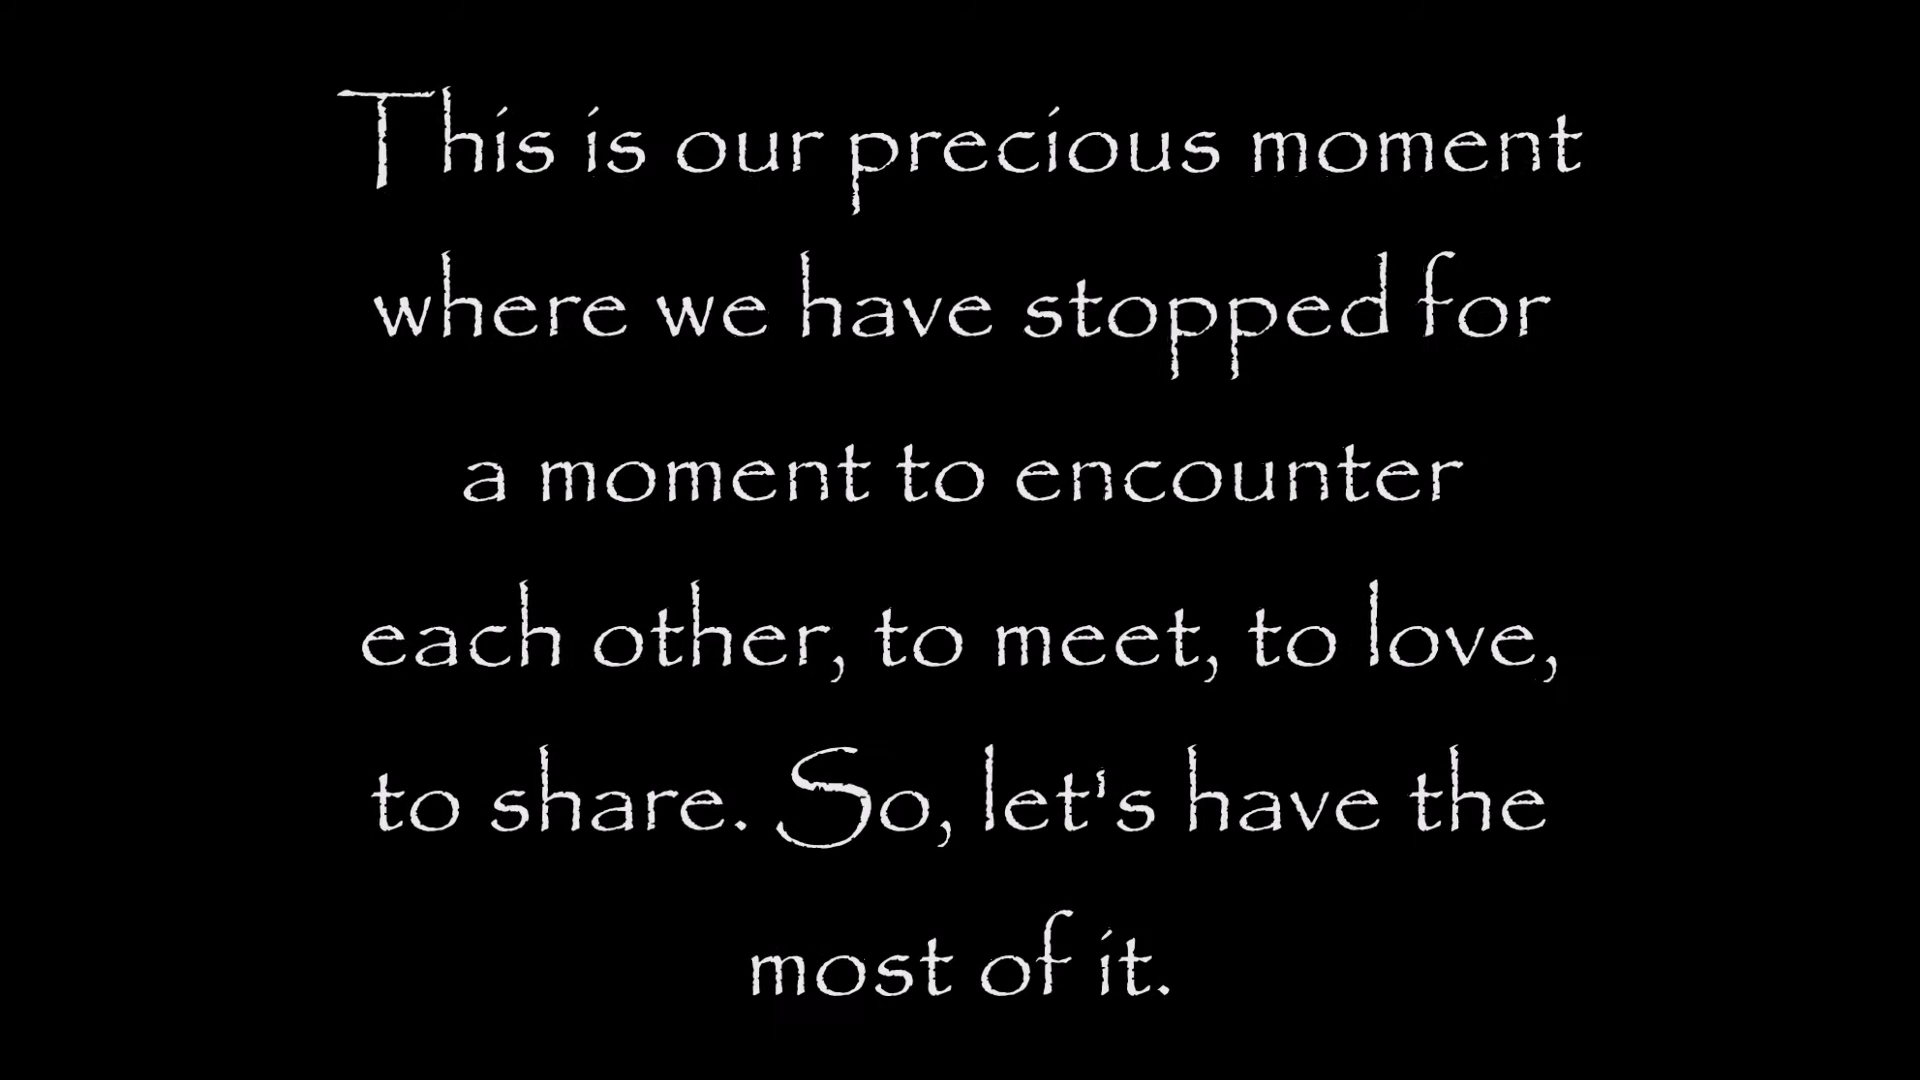 This is our precious moment
where we have stopped for
a moment to encounter
each other, to meet, to love,
to share. So, let's have the
most of it.